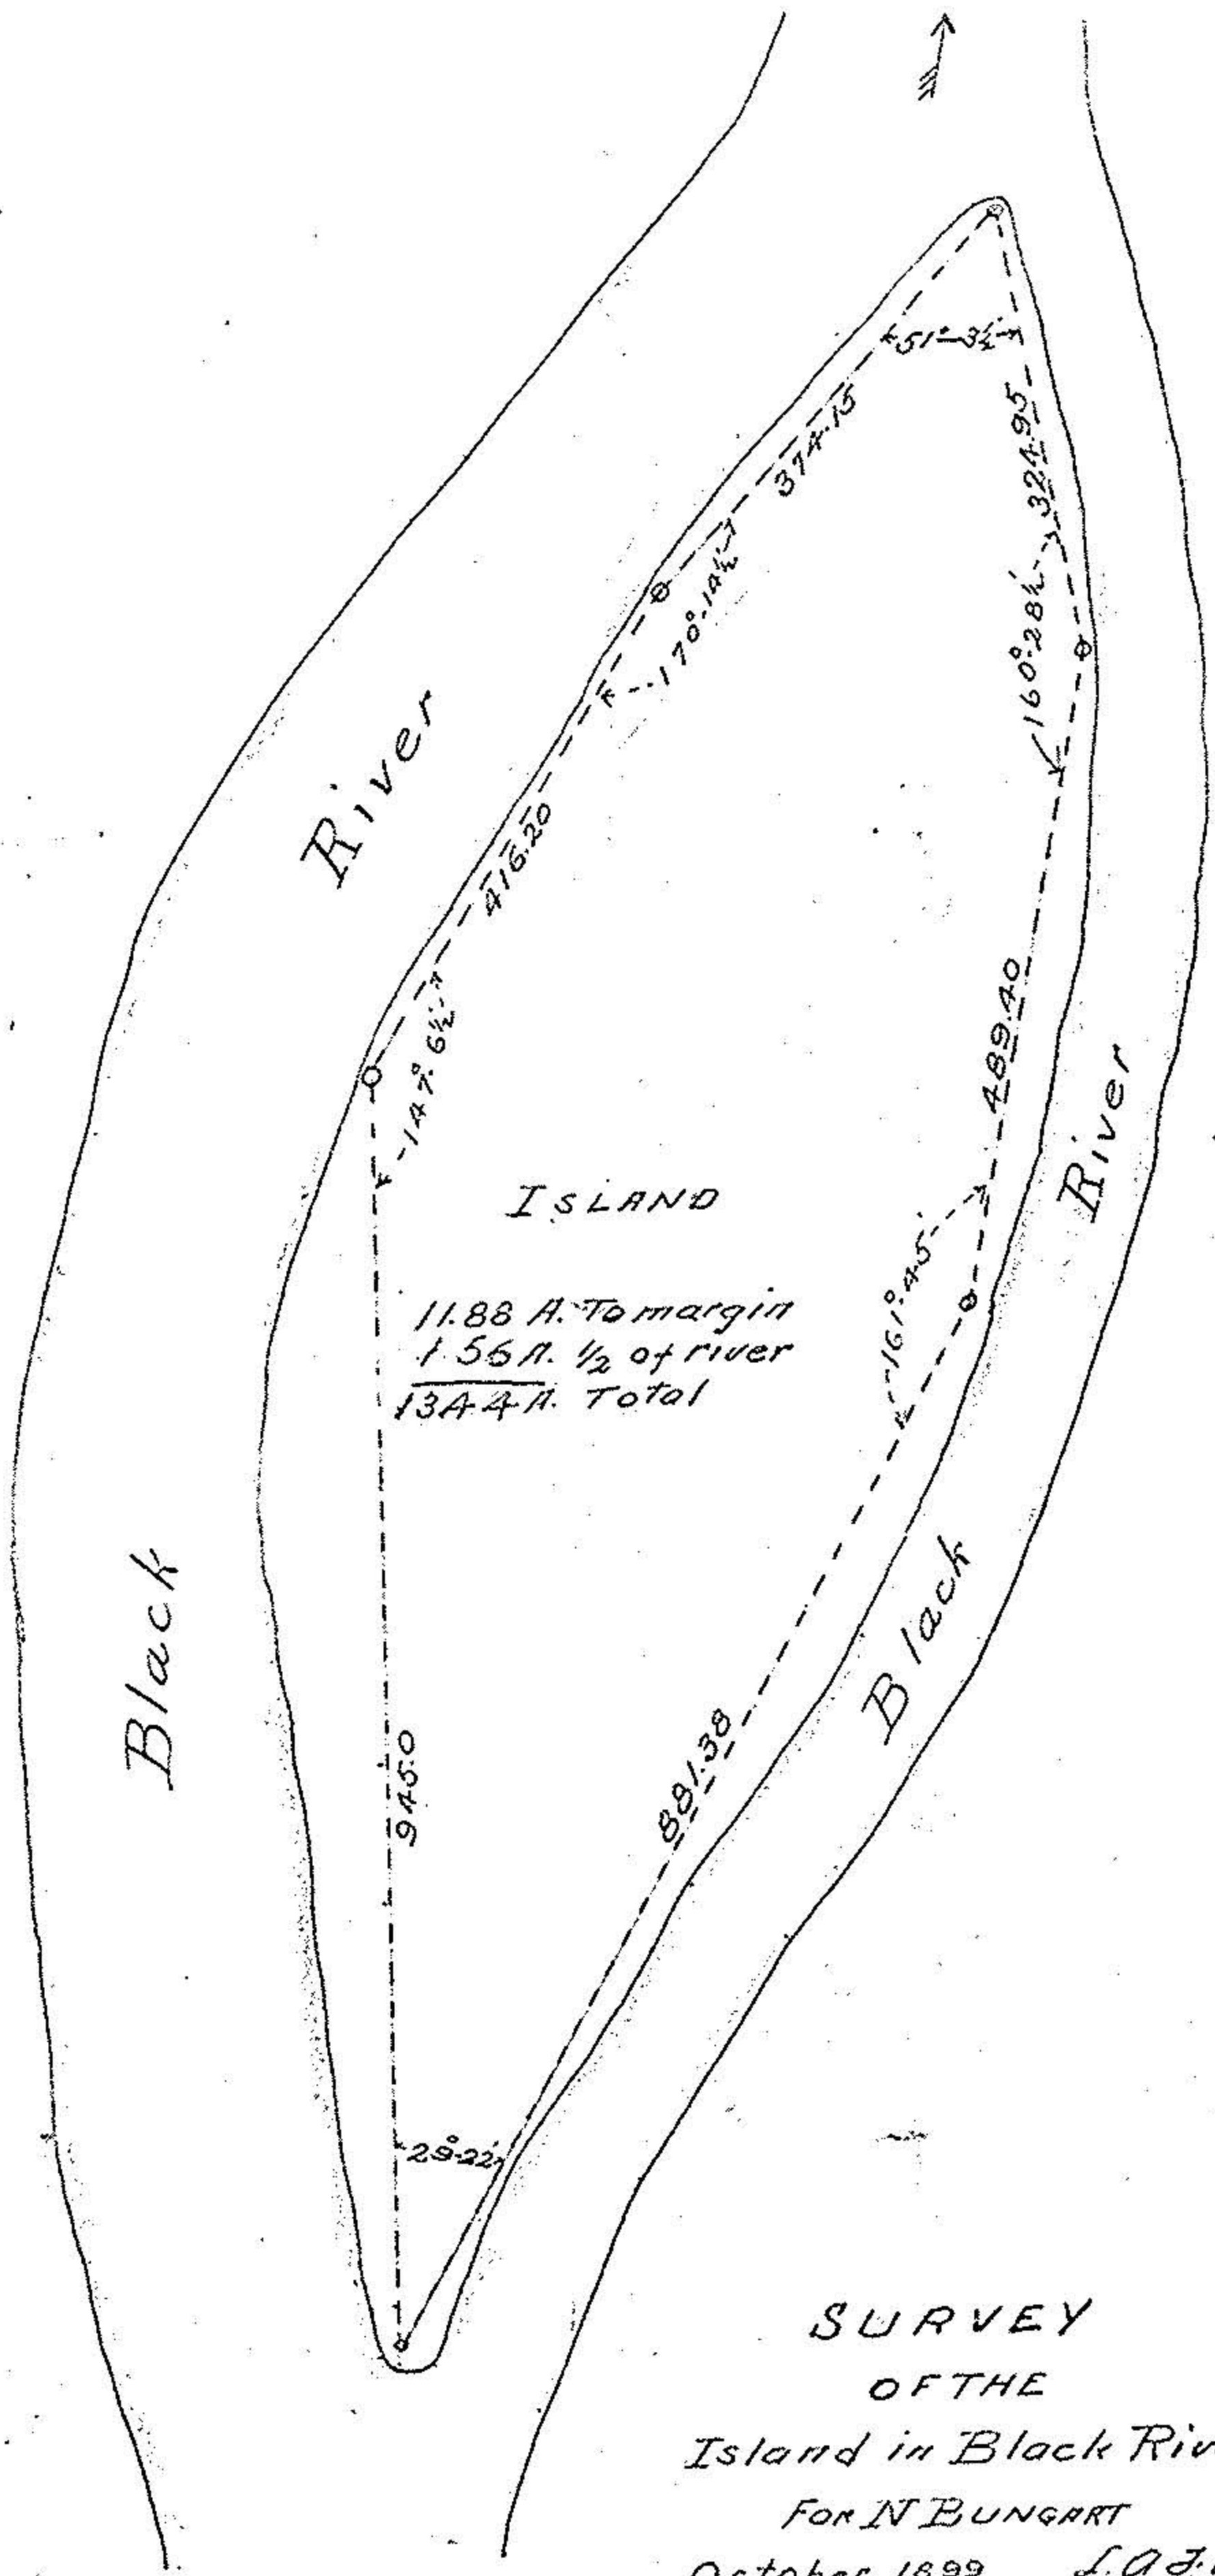 51°-3½'
374.15
324.95
170°-14½'
160°-28½'
River
416.20
147°-6½'
489.40
River
ISLAND
161°-45'
11.88 A. To margin
1.56 A. ½ of river
13.44 A. Total
Black
Black
945.0
881.38
29°-22'
SURVEY
OF THE
Island in Black Riv
FOR N BUNGART
October 1899